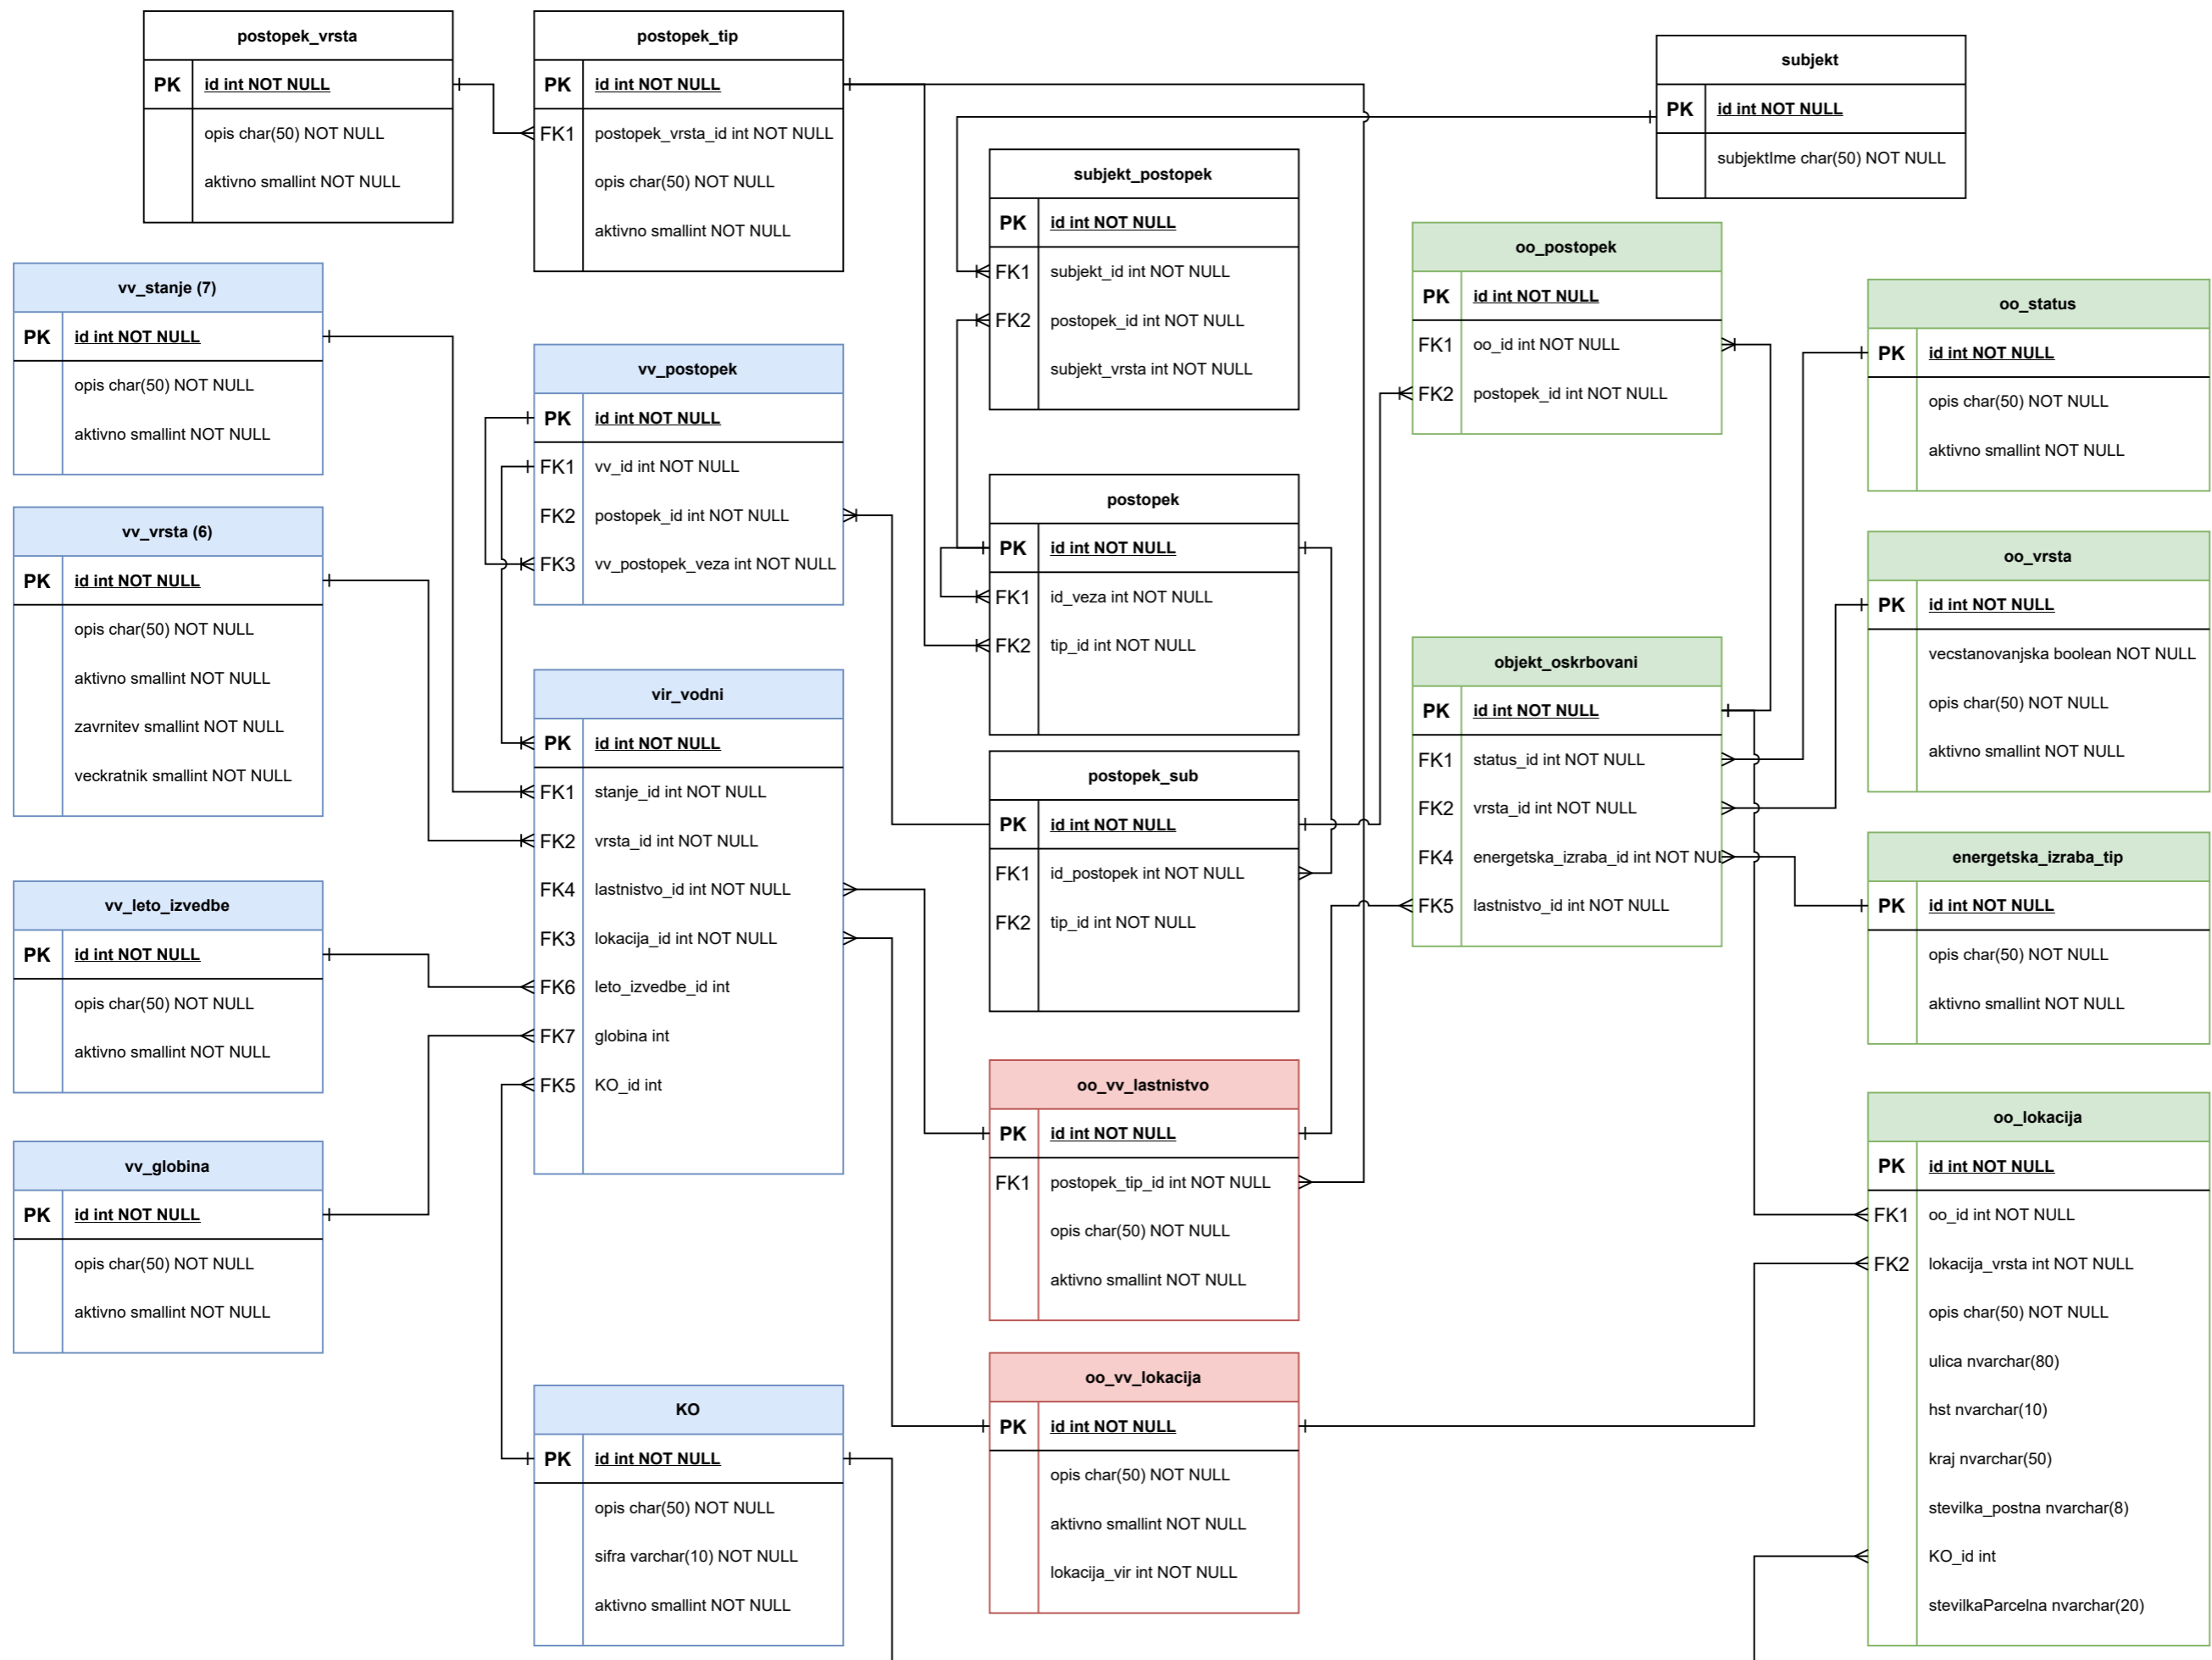 postopek_vrsta
PK id int NOT NULL
opis char(50) NOT NULL
aktivno smallint NOT NULL
postopek_tip
PK id int NOT NULL
FK1 postopek_vrsta_id int NOT NULL
opis char(50) NOT NULL
aktivno smallint NOT NULL
subjekt
PK id int NOT NULL
subjektIme char(50) NOT NULL
subjekt_postopek
PK id int NOT NULL
FK1 subjekt_id int NOT NULL
FK2 postopek_id int NOT NULL
subjekt_vrsta int NOT NULL
oo_postopek
PK id int NOT NULL
FK1 oo_id int NOT NULL
FK2 postopek_id int NOT NULL
oo_status
PK id int NOT NULL
opis char(50) NOT NULL
aktivno smallint NOT NULL
vv_stanje (7)
PK id int NOT NULL
opis char(50) NOT NULL
aktivno smallint NOT NULL
vv_postopek
PK id int NOT NULL
FK1 vv_id int NOT NULL
FK2 postopek_id int NOT NULL
FK3 vv_postopek_veza int NOT NULL
vv_vrsta (6)
PK id int NOT NULL
opis char(50) NOT NULL
aktivno smallint NOT NULL
zavrnitev smallint NOT NULL
veckratnik smallint NOT NULL
postopek
PK id int NOT NULL
FK1 id_veza int NOT NULL
FK2 tip_id int NOT NULL
oo_vrsta
PK id int NOT NULL
vecstanovanjska boolean NOT NULL
opis char(50) NOT NULL
aktivno smallint NOT NULL
vir_vodni
PK id int NOT NULL
FK1 stanje_id int NOT NULL
FK2 vrsta_id int NOT NULL
FK4 lastnistvo_id int NOT NULL
FK3 lokacija_id int NOT NULL
FK6 leto_izvedbe_id int
FK7 globina int
FK5 KO_id int
objekt_oskrbovani
PK id int NOT NULL
FK1 status_id int NOT NULL
FK2 vrsta_id int NOT NULL
FK4 energetska_izraba_id int NOT NUL
FK5 lastnistvo_id int NOT NULL
postopek_sub
PK id int NOT NULL
FK1 id_postopek int NOT NULL
FK2 tip_id int NOT NULL
energetska_izraba_tip
PK id int NOT NULL
opis char(50) NOT NULL
aktivno smallint NOT NULL
vv_leto_izvedbe
PK id int NOT NULL
opis char(50) NOT NULL
aktivno smallint NOT NULL
oo_vv_lastnistvo
PK id int NOT NULL
FK1 postopek_tip_id int NOT NULL
opis char(50) NOT NULL
aktivno smallint NOT NULL
oo_lokacija
PK id int NOT NULL
FK1 oo_id int NOT NULL
FK2 lokacija_vrsta int NOT NULL
opis char(50) NOT NULL
ulica nvarchar(80)
hst nvarchar(10)
kraj nvarchar(50)
stevilka_postna nvarchar(8)
KO_id int
stevilkaParcelna nvarchar(20)
vv_globina
PK id int NOT NULL
opis char(50) NOT NULL
aktivno smallint NOT NULL
KO
PK id int NOT NULL
opis char(50) NOT NULL
sifra varchar(10) NOT NULL
aktivno smallint NOT NULL
oo_vv_lokacija
PK id int NOT NULL
opis char(50) NOT NULL
aktivno smallint NOT NULL
lokacija_vir int NOT NULL